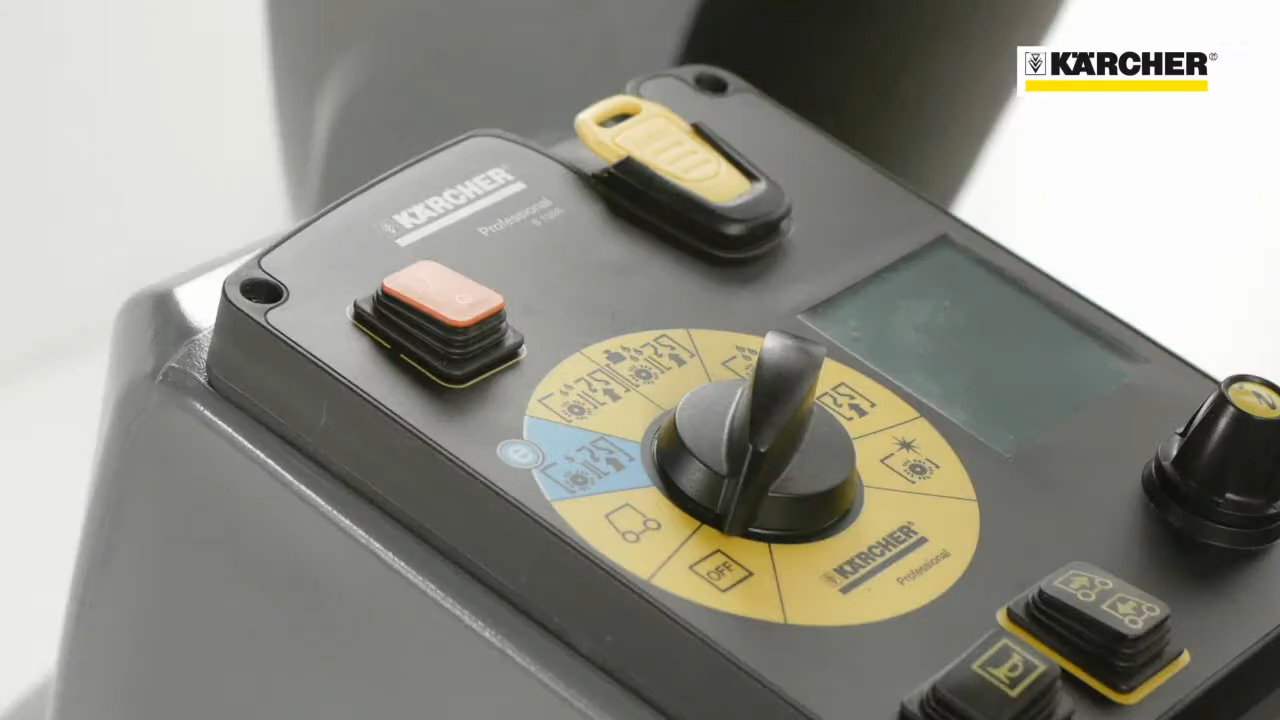 KÄRCHER®
KÄRCHER
Professional
OFF
KÄRCHER
Professional